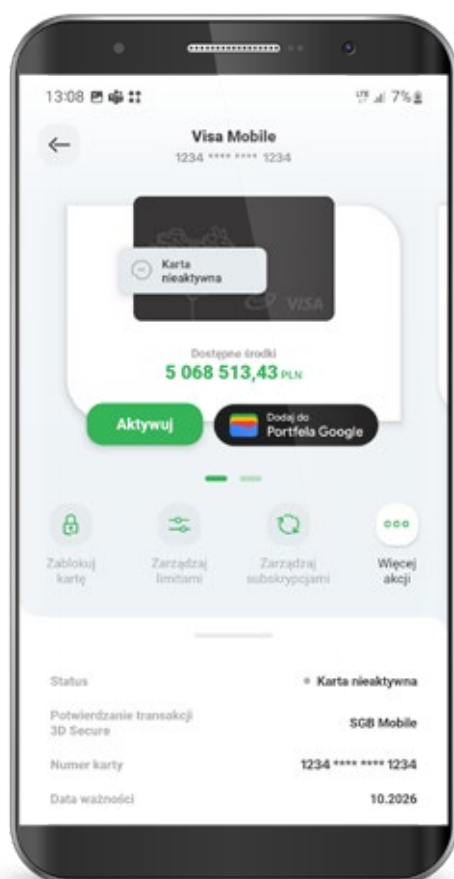 13:08 LTE 7%
Visa Mobile
1234 **** **** 1234
Karta
nieaktywna
VISA
Dostępne środki
5 068 513,43 PLN
Aktywuj
Dodaj do
Portfela Google
Zablokuj
kartę
Zarządzaj
limitami
Zarządzaj
subskrypcjami
Więcej
akcji
Status
Karta nieaktywna
Potwierdzanie transakcji
3D Secure
SGB Mobile
Numer karty
1234 **** **** 1234
Data ważności
10.2026